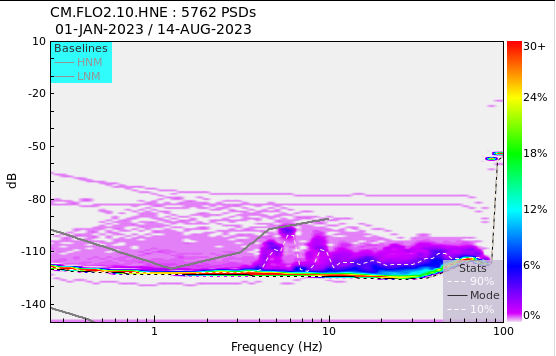 CM.FLO2.10.HNE : 5762 PSDs
01-JAN-2023 / 14-AUG-2023
10
-20
-50
-80
-110
-140
dB
Baselines
HNM
LNM
30+
24%
18%
12%
6%
0%
Stats
90%
Mode
10%
1
10
100
Frequency (Hz)